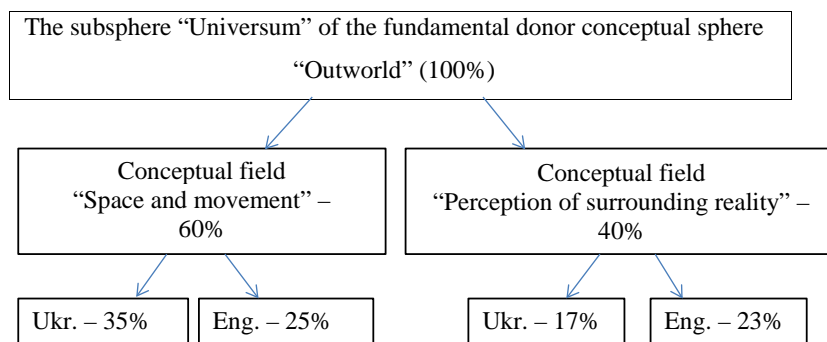 The subsphere “Universum” of the fundamental donor conceptual sphere
“Outworld” (100%)
Conceptual field
“Space and movement” –
60%
Conceptual field
“Perception of surrounding reality” –
40%
Ukr. – 35%
Eng. – 25%
Ukr. – 17%
Eng. – 23%